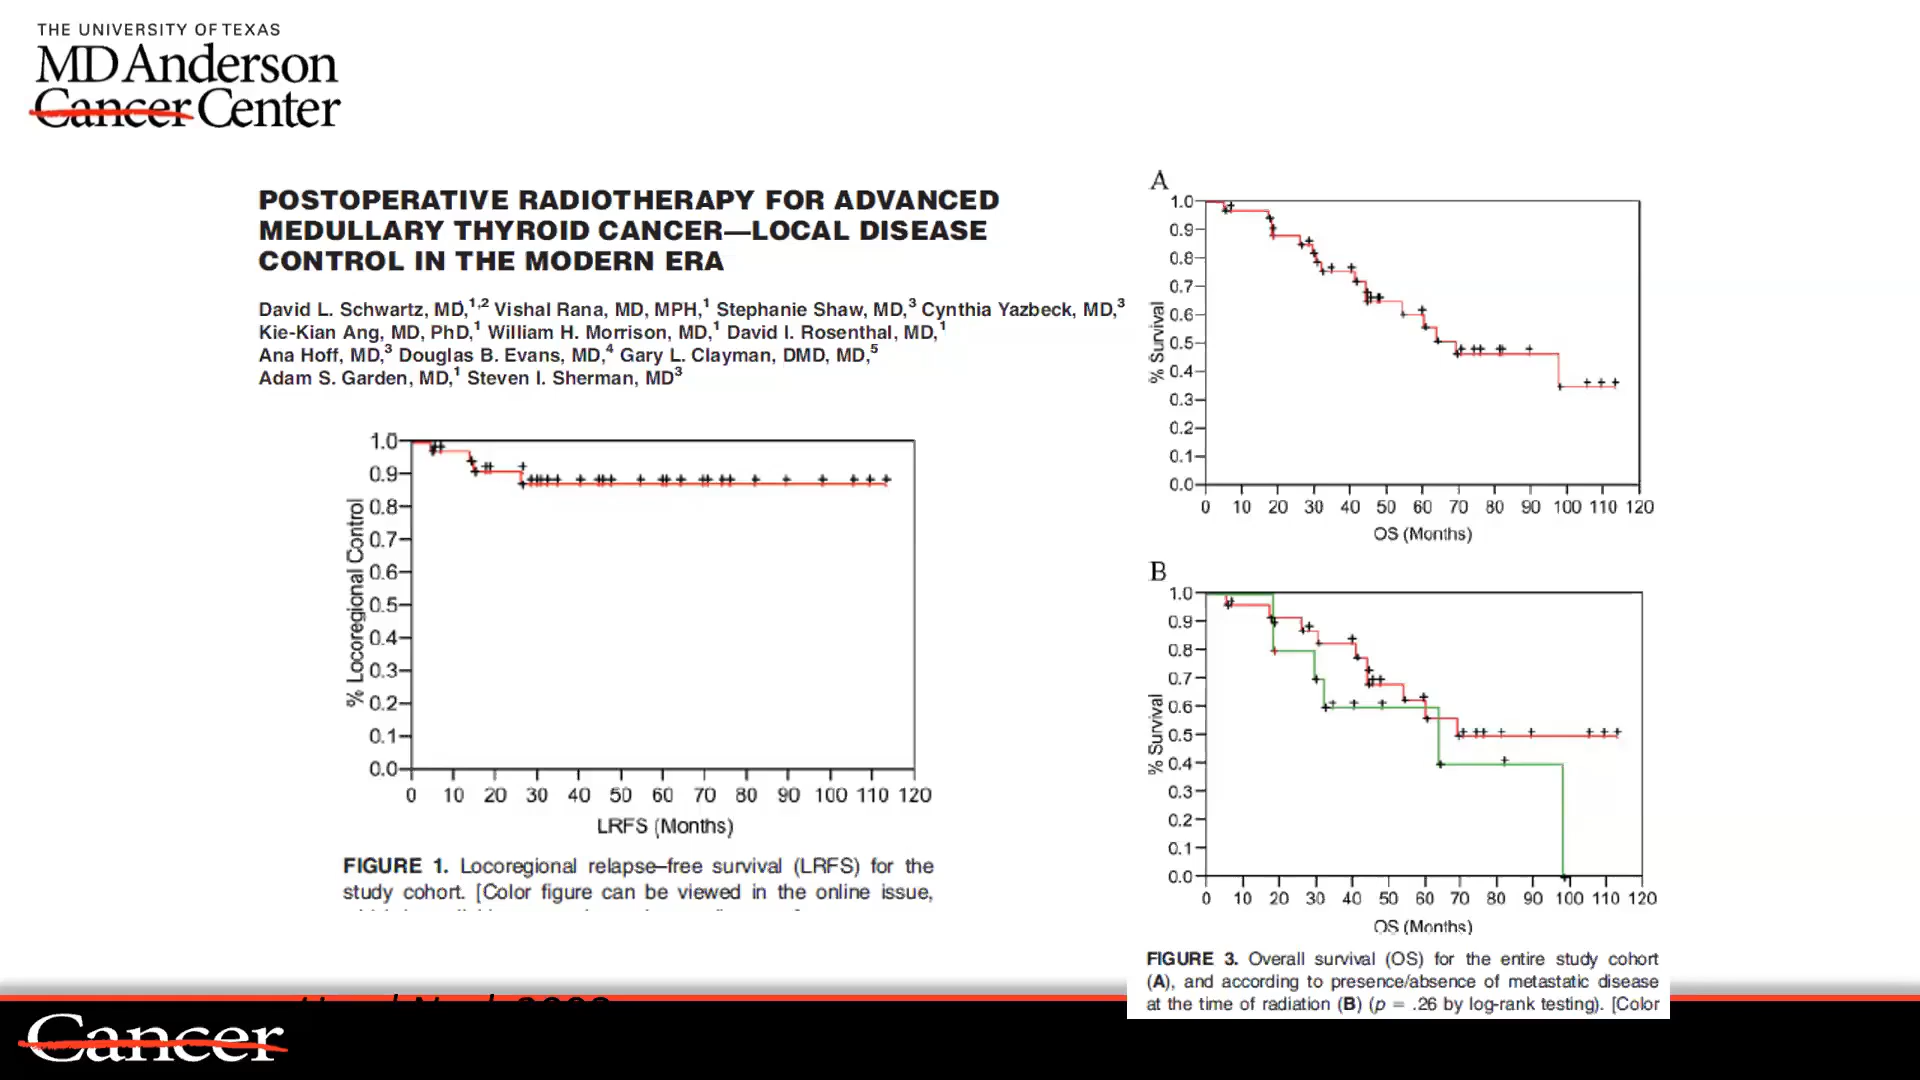 THE UNIVERSITY OF TEXAS
MD Anderson
Cancer Center
POSTOPERATIVE RADIOTHERAPY FOR ADVANCED
MEDULLARY THYROID CANCER—LOCAL DISEASE
CONTROL IN THE MODERN ERA
David L. Schwartz, MD,1,2 Vishal Rana, MD, MPH,1 Stephanie Shaw, MD,3 Cynthia Yazbeck, MD,3
Kie-Kian Ang, MD, PhD,1 William H. Morrison, MD,1 David I. Rosenthal, MD,1
Ana Hoff, MD,3 Douglas B. Evans, MD,4 Gary L. Clayman, DMD, MD,5
Adam S. Garden, MD,1 Steven I. Sherman, MD3
% Locoregional Control
1.0
0.9
0.8
0.7
0.6
0.5
0.4
0.3
0.2
0.1
0.0
0 10 20 30 40 50 60 70 80 90 100 110 120
LRFS (Months)
FIGURE 1. Locoregional relapse–free survival (LRFS) for the
study cohort. [Color figure can be viewed in the online issue,
A
% Survival
1.0
0.9
0.8
0.7
0.6
0.5
0.4
0.3
0.2
0.1
0.0
0 10 20 30 40 50 60 70 80 90 100 110 120
OS (Months)
B
% Survival
1.0
0.9
0.8
0.7
0.6
0.5
0.4
0.3
0.2
0.1
0.0
0 10 20 30 40 50 60 70 80 90 100 110 120
OS (Months)
FIGURE 3. Overall survival (OS) for the entire study cohort
(A), and according to presence/absence of metastatic disease
at the time of radiation (B) (p = .26 by log-rank testing). [Color
Cancer